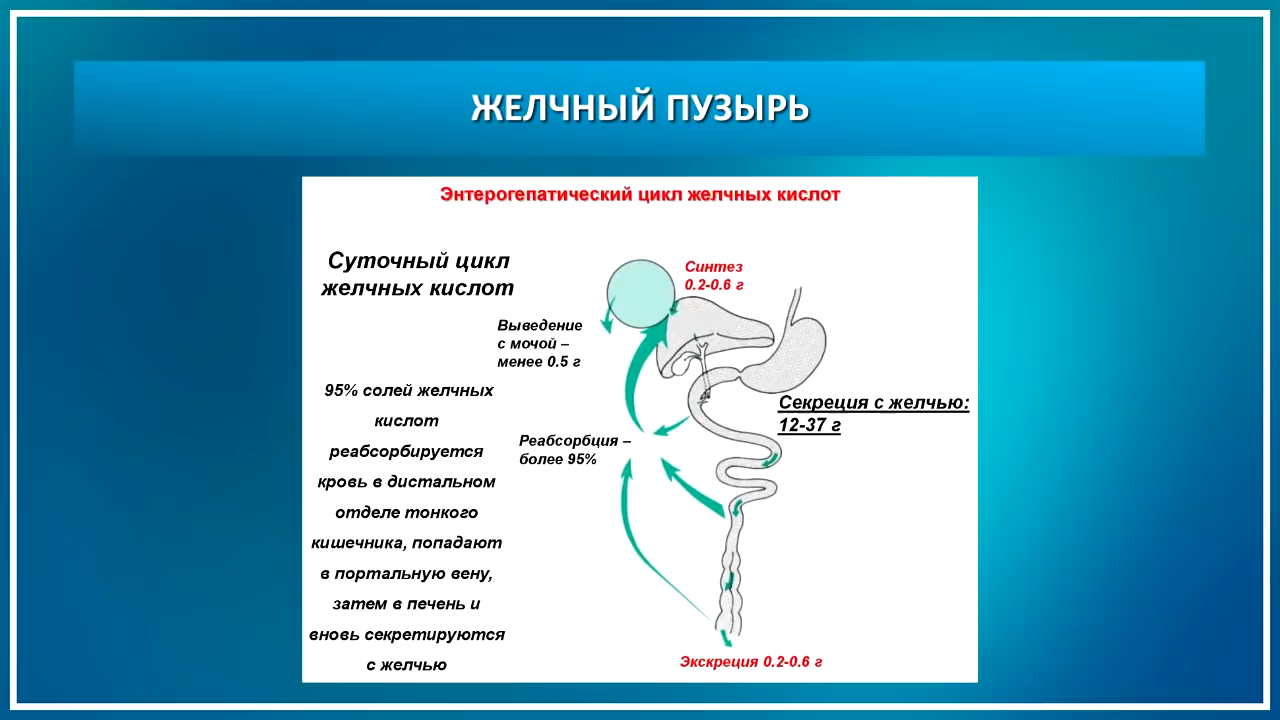 ЖЕЛЧНЫЙ ПУЗЫРЬ
Энтерогепатический цикл желчных кислот
Суточный цикл
желчных кислот
Синтез
0.2-0.6 г
Выведение
с мочой –
менее 0.5 г
95% солей желчных
кислот
реабсорбируется
кровь в дистальном
отделе тонкого
кишечника, попадают
в портальную вену,
затем в печень и
вновь секретируются
с желчью
Реабсорбция –
более 95%
Секреция с желчью:
12-37 г
Экскреция 0.2-0.6 г